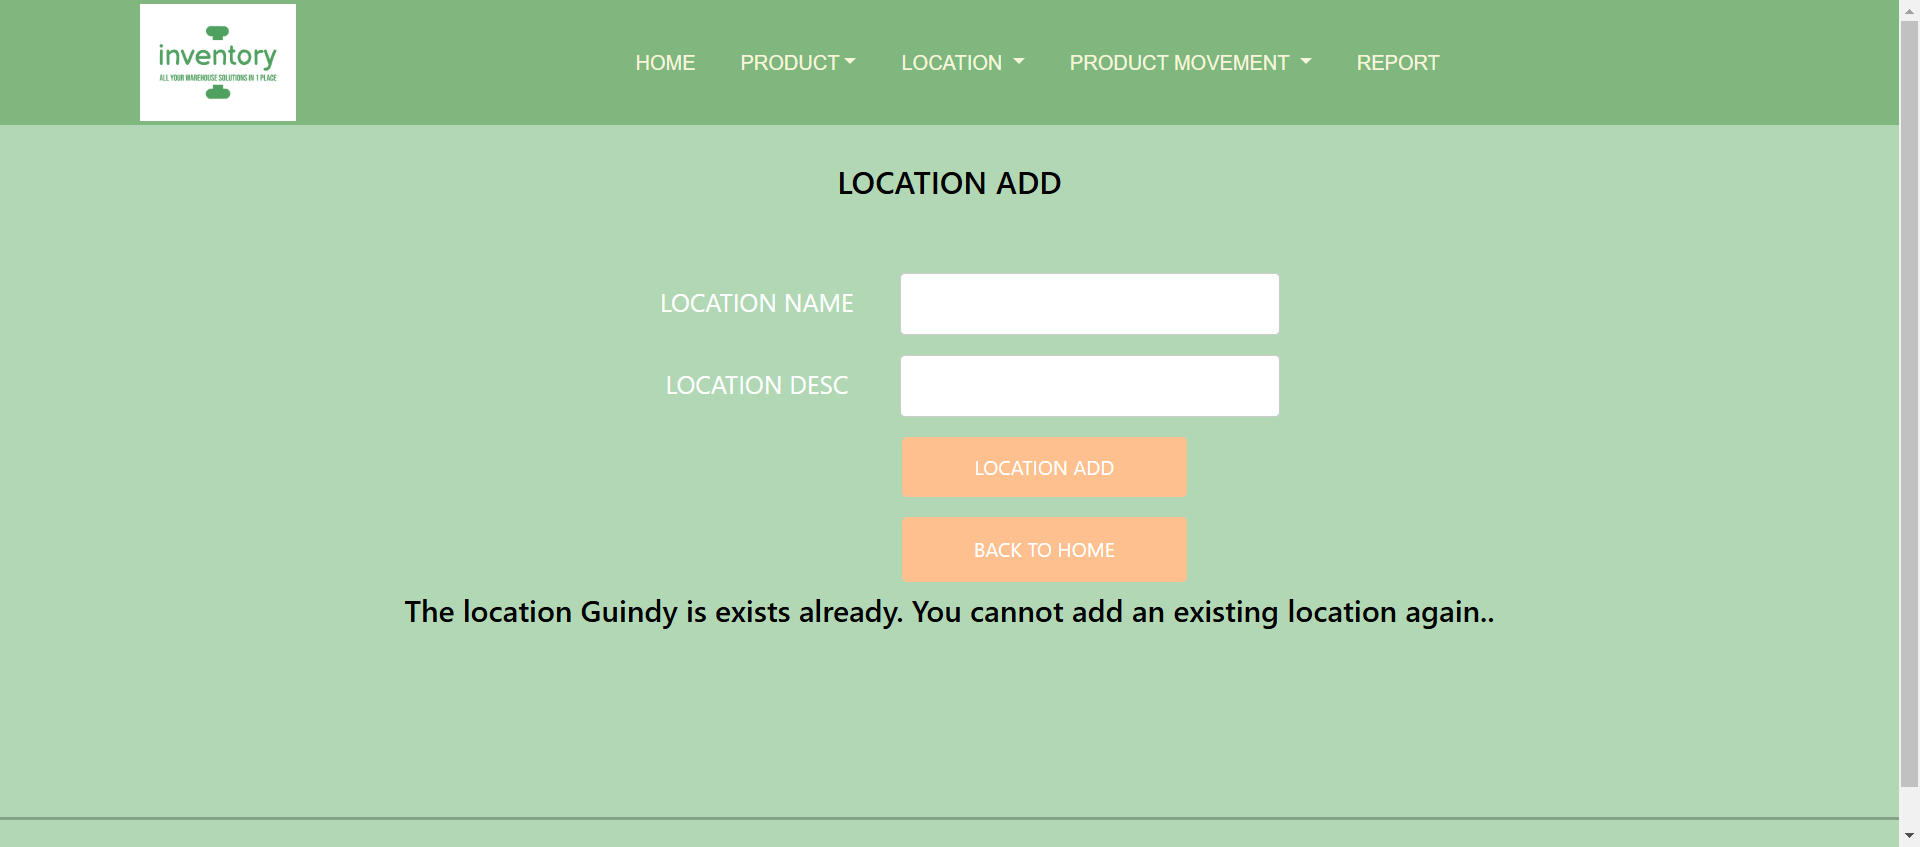 inventory
ALL YOUR WAREHOUSE SOLUTIONS IN 1 PLACE
HOME PRODUCT LOCATION PRODUCT MOVEMENT REPORT
LOCATION ADD
LOCATION NAME
LOCATION DESC
LOCATION ADD
BACK TO HOME
The location Guindy is exists already. You cannot add an existing location again..